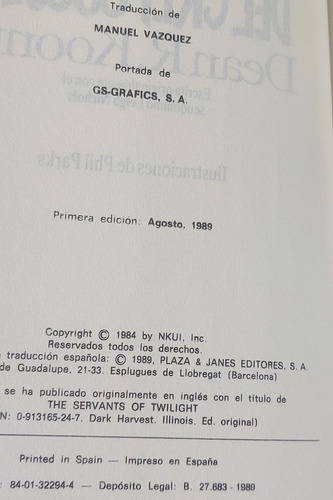 Traducción de
MANUEL VAZQUEZ
Portada de
GS-GRAFICS, S. A.
Ilustraciones de Phil Parks
Primera edición: Agosto, 1989
Copyright © 1984 by NKUI, Inc.
Reservados todos los derechos.
traducción española: © 1989, PLAZA & JANES EDITORES, S. A.
de Guadalupe, 21-33. Esplugues de Llobregat (Barcelona)
se ha publicado originalmente en inglés con el título de
THE SERVANTS OF TWILIGHT
N: 0-913165-24-7. Dark Harvest. Illinois. Ed. original)
Printed in Spain — Impreso en España
: 84-01-32294-4 — Depósito Legal: B. 27.683 - 1989